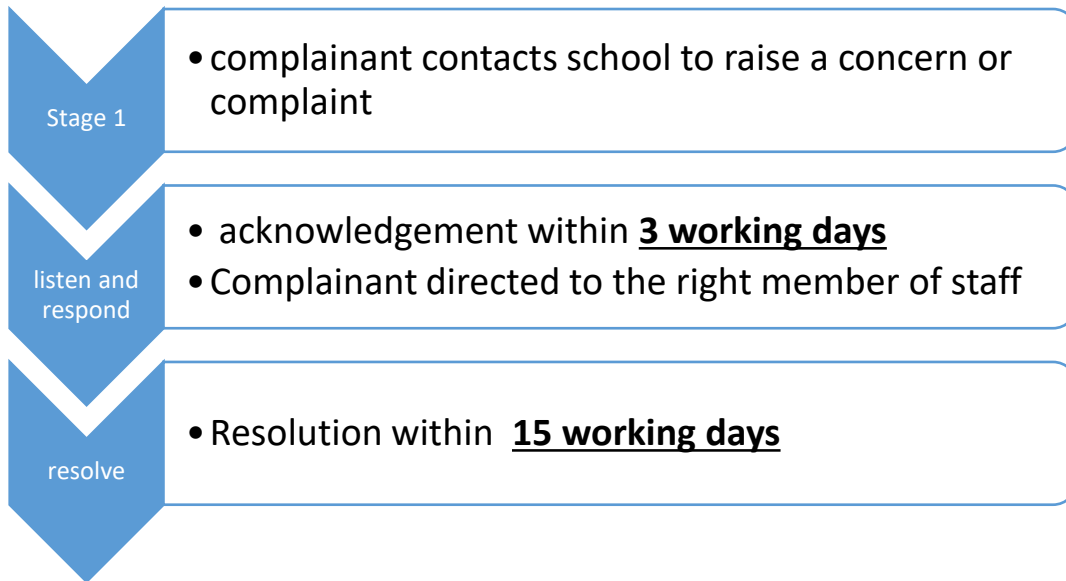 Stage 1
•complainant contacts school to raise a concern or
complaint
listen and
respond
• acknowledgement within 3 working days
•Complainant directed to the right member of staff
resolve
•Resolution within 15 working days